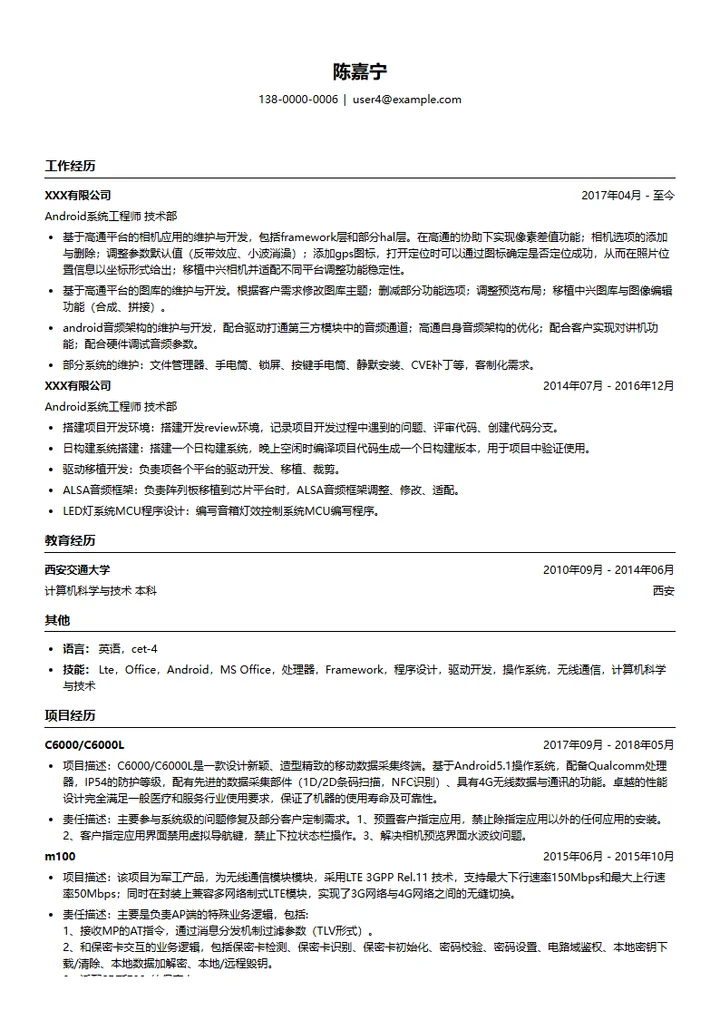 陈嘉宁
138-0000-0006 | user4@example.com
工作经历
XXX有限公司 2017年04月 - 至今
Android系统工程师 技术部
• 基于高通平台的相机应用的维护与开发，包括framework层和部分hal层。在高通的协助下实现像素差值功能；相机选项的添加
与删除；调整参数默认值（反带效应、小波消澡）；添加gps图标，打开定位时可以通过图标确定是否定位成功，从而在照片位
置信息以坐标形式给出；移植中兴相机并适配不同平台调整功能稳定性。
• 基于高通平台的图库的维护与开发。根据客户需求修改图库主题；删减部分功能选项；调整预览布局；移植中兴图库与图像编辑
功能（合成、拼接）。
• android音频架构的维护与开发，配合驱动打通第三方模块中的音频通道；高通自身音频架构的优化；配合客户实现对讲机功
能；配合硬件调试音频参数。
• 部分系统的维护：文件管理器、手电筒、锁屏、按键手电筒、静默安装、CVE补丁等，客制化需求。
XXX有限公司 2014年07月 - 2016年12月
Android系统工程师 技术部
• 搭建项目开发环境：搭建开发review环境，记录项目开发过程中遇到的问题、评审代码、创建代码分支。
• 日构建系统搭建：搭建一个日构建系统，晚上空闲时编译项目代码生成一个日构建版本，用于项目中验证使用。
• 驱动移植开发：负责项各个平台的驱动开发、移植、裁剪。
• ALSA音频框架：负责阵列板移植到芯片平台时，ALSA音频框架调整、修改、适配。
• LED灯系统MCU程序设计：编写音箱灯效控制系统MCU编写程序。
教育经历
西安交通大学 2010年09月 - 2014年06月
计算机科学与技术 本科 西安
其他
• 语言： 英语，cet-4
• 技能： Lte，Office，Android，MS Office，处理器，Framework，程序设计，驱动开发，操作系统，无线通信，计算机科学
与技术
项目经历
C6000/C6000L 2017年09月 - 2018年05月
• 项目描述：C6000/C6000L是一款设计新颖、造型精致的移动数据采集终端。基于Android5.1操作系统，配备Qualcomm处理
器，IP54的防护等级，配有先进的数据采集部件（1D/2D条码扫描，NFC识别）、具有4G无线数据与通讯的功能。卓越的性能
设计完全满足一般医疗和服务行业使用要求，保证了机器的使用寿命及可靠性。
• 责任描述：主要参与系统级的问题修复及部分客户定制需求。1、预置客户指定应用，禁止除指定应用以外的任何应用的安装。
2、客户指定应用界面禁用虚拟导航键，禁止下拉状态栏操作。3、解决相机预览界面水波纹问题。
m100 2015年06月 - 2015年10月
• 项目描述：该项目为军工产品，为无线通信模块模块，采用LTE 3GPP Rel.11 技术，支持最大下行速率150Mbps和最大上行速
率50Mbps；同时在封装上兼容多网络制式LTE模块，实现了3G网络与4G网络之间的无缝切换。
• 责任描述：主要是负责AP端的特殊业务逻辑，包括:
1、接收MP的AT指令，通过消息分发机制过滤参数（TLV形式）。
2、和保密卡交互的业务逻辑，包括保密卡检测、保密卡识别、保密卡初始化、密码校验、密码设置、电路域鉴权、本地密钥下
载/清除、本地数据加解密、本地/远程毁钥。